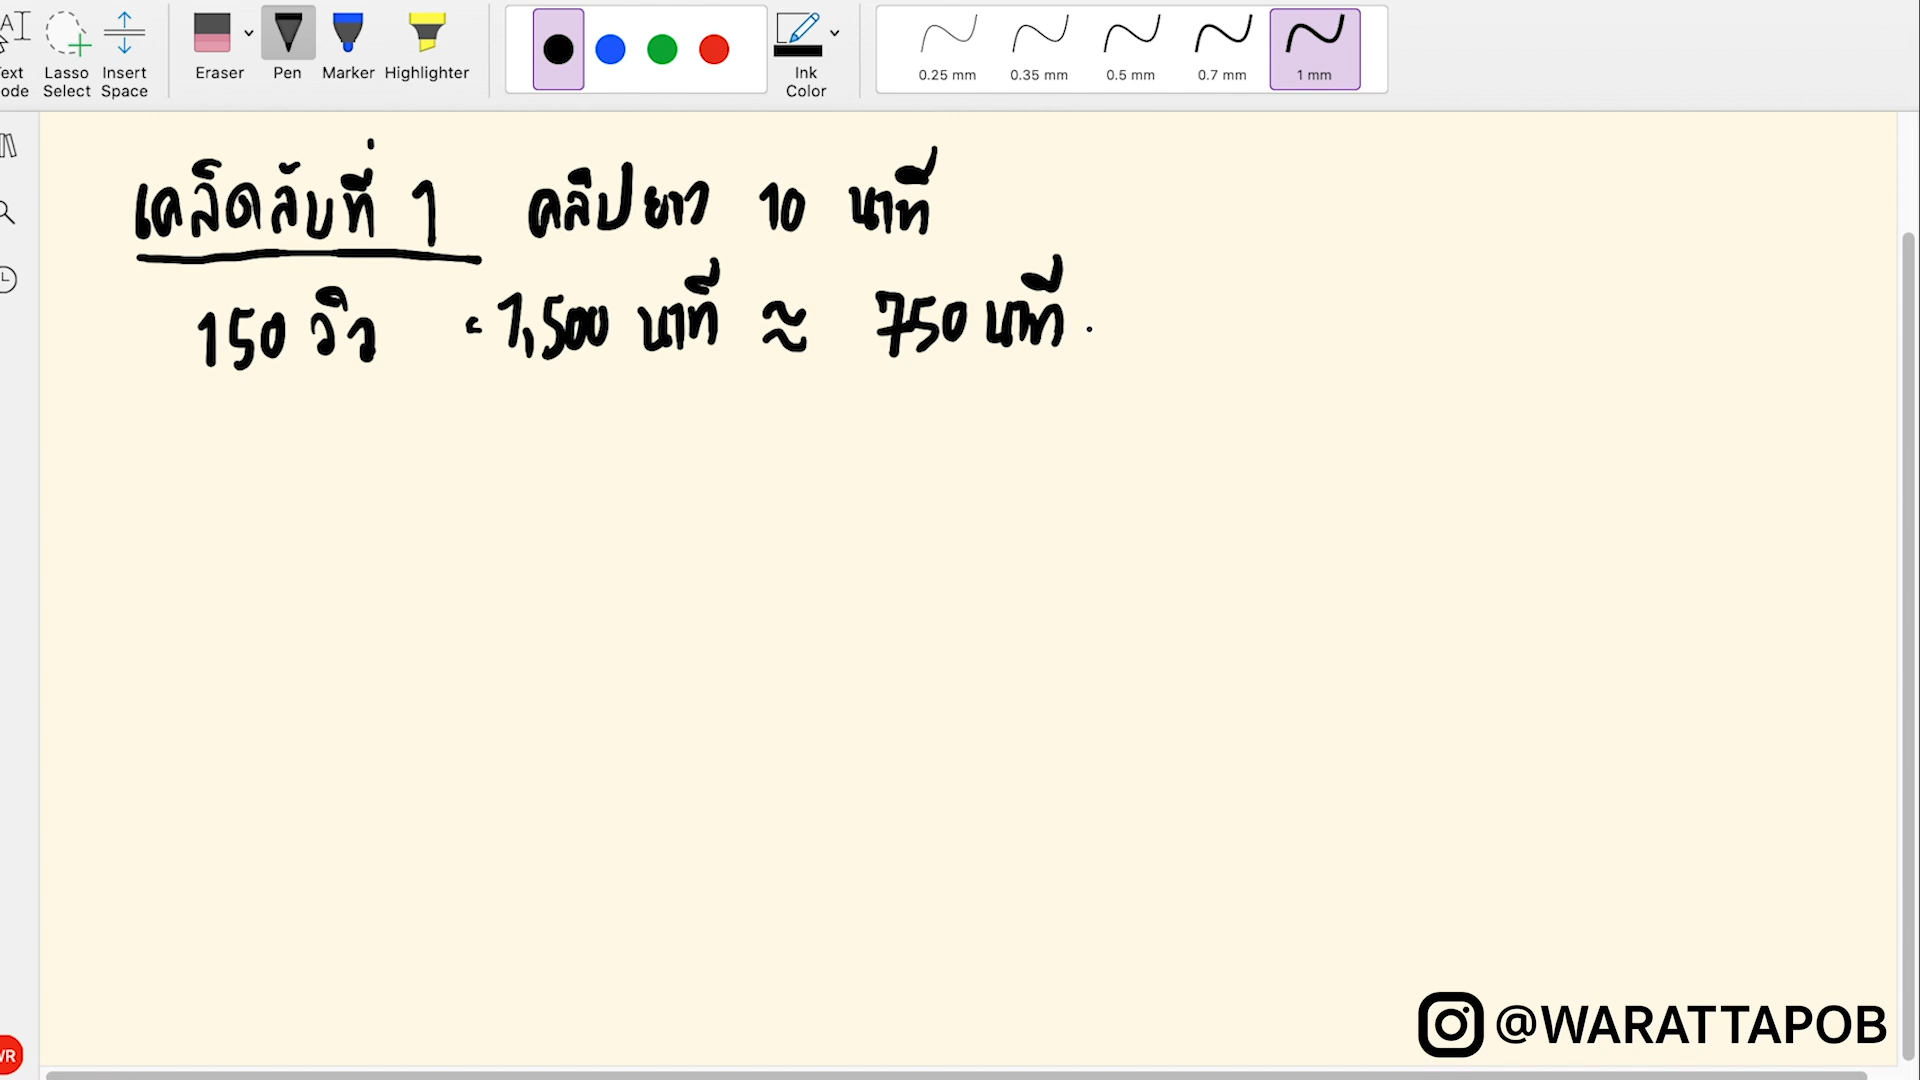 Eraser Pen Marker Highlighter
Lasso Select
Insert Space
Ink Color
0.25 mm 0.35 mm 0.5 mm 0.7 mm 1 mm
เคล็ดลับที่ 1 คลิปยาว 10 นาที
150 วิว = 1,500 นาที ≈ 750 นาที
@WARATTAPOB